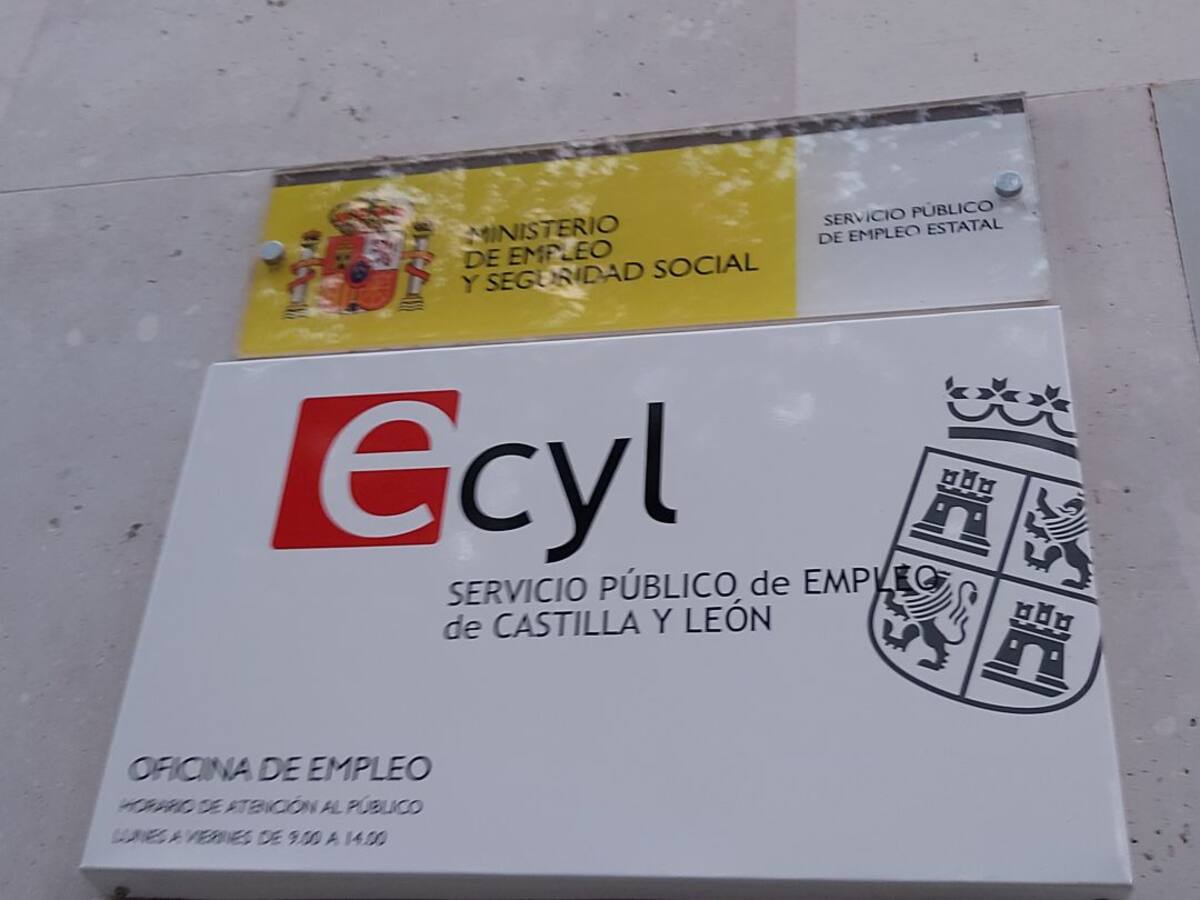 MINISTERIO
DE EMPLEO
Y SEGURIDAD SOCIAL
SERVICIO PÚBLICO
DE EMPLEO ESTATAL
ecyl
SERVICIO PÚBLICO de EMPLEO
de CASTILLA Y LEÓN
OFICINA DE EMPLEO
HORARIO DE ATENCIÓN AL PÚBLICO
LUNES A VIERNES DE 9.00 A 14.00